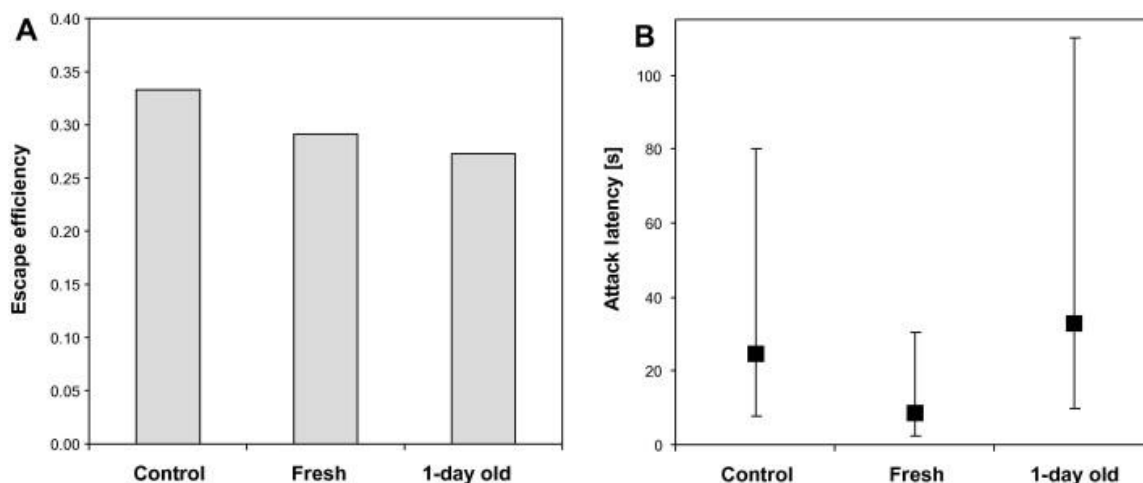 A
Escape efficiency
0.40
0.35
0.30
0.25
0.20
0.15
0.10
0.05
0.00
Control Fresh 1-day old
B
Attack latency [s]
100
80
60
40
20
0
Control Fresh 1-day old